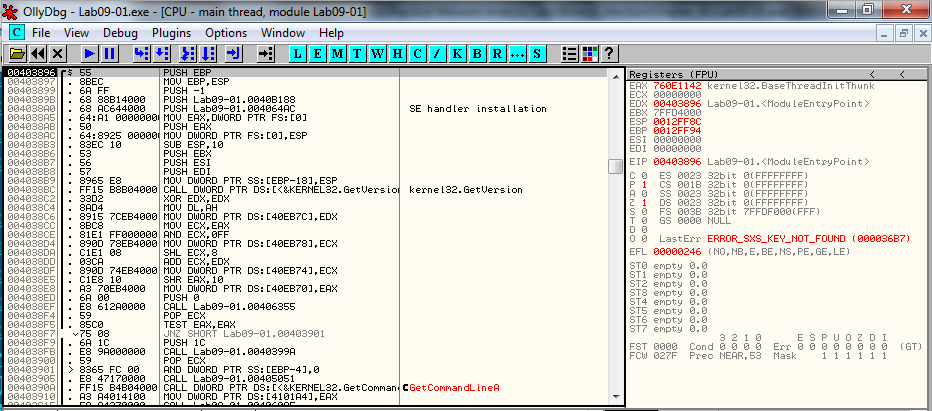 OllyDbg - Lab09-01.exe - [CPU - main thread, module Lab09-01]
C File View Debug Plugins Options Window Help
L E M T W H C / K B R ... S ?
00403896 r$ 55 PUSH EBP
00403897 . 8BEC MOV EBP,ESP
00403899 . 6A FF PUSH -1
0040389B . 68 88B14000 PUSH Lab09-01.0040B188
004038A0 . 68 AC644000 PUSH Lab09-01.004064AC SE handler installation
004038A5 . 64:A1 00000000 MOV EAX,DWORD PTR FS:[0]
004038AB . 50 PUSH EAX
004038AC . 64:8925 000000 MOV DWORD PTR FS:[0],ESP
004038B3 . 83EC 10 SUB ESP,10
004038B6 . 53 PUSH EBX
004038B7 . 56 PUSH ESI
004038B8 . 57 PUSH EDI
004038B9 . 8965 E8 MOV DWORD PTR SS:[EBP-18],ESP
004038BC . FF15 B8B04000 CALL DWORD PTR DS:[<&KERNEL32.GetVersion kernel32.GetVersion
004038C2 . 33D2 XOR EDX,EDX
004038C4 . 8AD4 MOV DL,AH
004038C6 . 8915 7CEB4000 MOV DWORD PTR DS:[40EB7C],EDX
004038CC . 8BC8 MOV ECX,EAX
004038CE . 81E1 FF000000 AND ECX,0FF
004038D4 . 890D 78EB4000 MOV DWORD PTR DS:[40EB78],ECX
004038DA . C1E1 08 SHL ECX,8
004038DD . 03CA ADD ECX,EDX
004038DF . 890D 74EB4000 MOV DWORD PTR DS:[40EB74],ECX
004038E5 . C1E8 10 SHR EAX,10
004038E8 . A3 70EB4000 MOV DWORD PTR DS:[40EB70],EAX
004038ED . 6A 00 PUSH 0
004038EF . E8 612A0000 CALL Lab09-01.00406355
004038F4 . 59 POP ECX
004038F5 . 85C0 TEST EAX,EAX
004038F7 .v75 08 JNZ SHORT Lab09-01.00403901
004038F9 . 6A 1C PUSH 1C
004038FB . E8 9A000000 CALL Lab09-01.0040399A
00403900 . 59 POP ECX
00403901 > 8365 FC 00 AND DWORD PTR SS:[EBP-4],0
00403905 . E8 47170000 CALL Lab09-01.00405051
0040390A . FF15 B4B04000 CALL DWORD PTR DS:[<&KERNEL32.GetComman CGetCommandLineA
00403910 . A3 A4014100 MOV DWORD PTR DS:[4101A4],EAX
Registers (FPU) < <
EAX 760E1142 kernel32.BaseThreadInitThunk
ECX 00000000
EDX 00403896 Lab09-01.<ModuleEntryPoint>
EBX 7FFD4000
ESP 0012FF8C
EBP 0012FF94
ESI 00000000
EDI 00000000
EIP 00403896 Lab09-01.<ModuleEntryPoint>
C 0 ES 0023 32bit 0(FFFFFFFF)
P 1 CS 001B 32bit 0(FFFFFFFF)
A 0 SS 0023 32bit 0(FFFFFFFF)
Z 1 DS 0023 32bit 0(FFFFFFFF)
S 0 FS 003B 32bit 7FFDF000(FFF)
T 0 GS 0000 NULL
D 0
O 0 LastErr ERROR_SXS_KEY_NOT_FOUND (000036B7)
EFL 00000246 (NO,NB,E,BE,NS,PE,GE,LE)
ST0 empty 0.0
ST1 empty 0.0
ST2 empty 0.0
ST3 empty 0.0
ST4 empty 0.0
ST5 empty 0.0
ST6 empty 0.0
ST7 empty 0.0
3 2 1 0 E S P U O Z D I
FST 0000 Cond 0 0 0 0 Err 0 0 0 0 0 0 0 0 (GT)
FCW 027F Prec NEAR,53 Mask 1 1 1 1 1 1